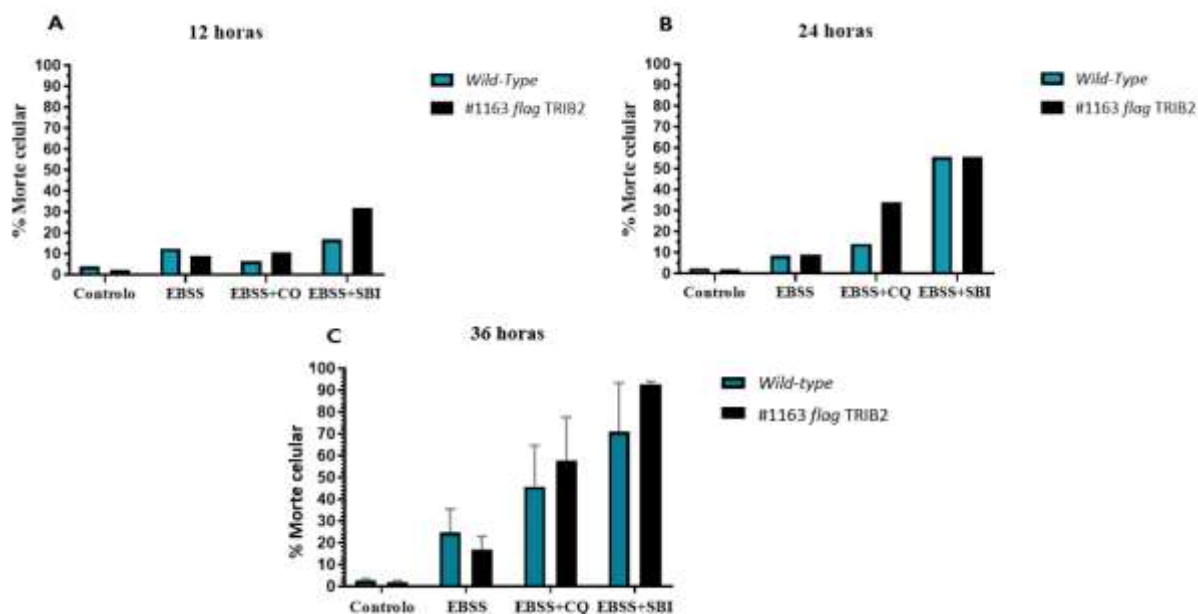 A
12 horas
% Morte celular
100
90
80
70
60
50
40
30
20
10
0
Controlo EBSS EBSS+CQ EBSS+SBI
Wild-Type
#1163 flag TRIB2
B
24 horas
% Morte celular
100
90
80
70
60
50
40
30
20
10
0
Controlo EBSS EBSS+CQ EBSS+SBI
Wild-Type
#1163 flag TRIB2
C
36 horas
% Morte celular
100
90
80
70
60
50
40
30
20
10
0
Controlo EBSS EBSS+CQ EBSS+SBI
Wild-type
#1163 flag TRIB2